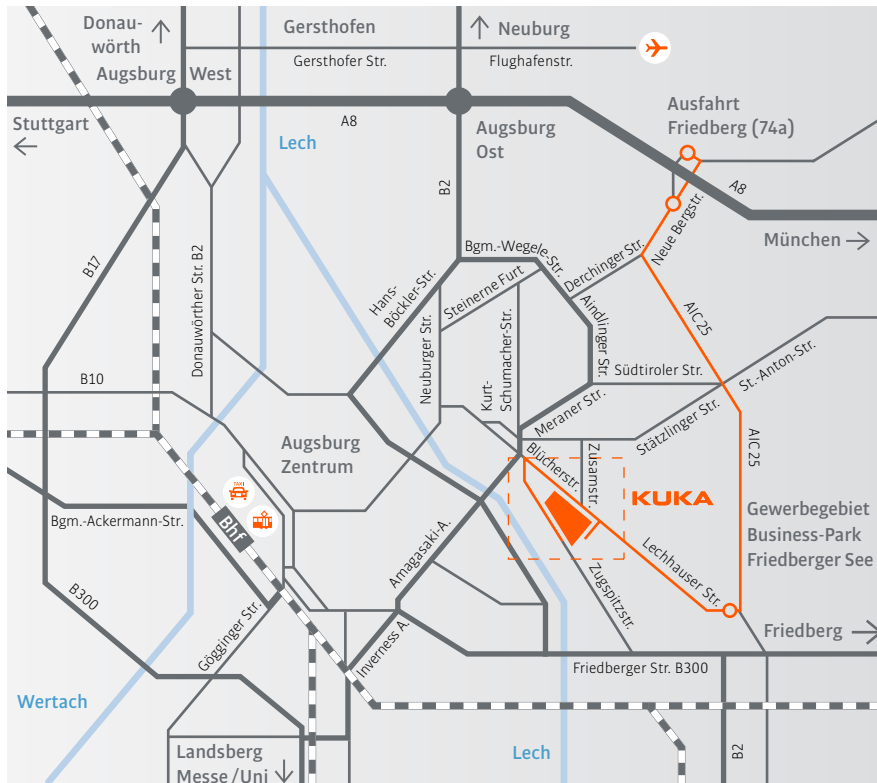 Donau-
wörth
Gersthofen
Neuburg
Gersthofer Str.
Flughafenstr.
Augsburg West
Ausfahrt
Friedberg (74a)
Stuttgart
A8
Augsburg
Ost
Lech
A8
B2
Neue Bergstr.
München
Bgm.-Wegele-Str.
Derchinger Str.
B17
Donauwörther Str. B2
Hans-
Böckler-Str.
Steinerne Furt
Aindlinger Str.
AIC 25
Neuburger Str.
Kurt-
Schumacher-Str.
Südtiroler Str.
St.-Anton-Str.
B10
Meraner Str.
Stätzlinger Str.
Augsburg
Zentrum
Blücherstr.
Zusamstr.
AIC 25
TAXI
KUKA
Bgm.-Ackermann-Str.
Bhf
Gewerbegebiet
Business-Park
Friedberger See
Amagasaki-A.
Lechhauser Str.
Zugspitzstr.
B300
Gögginger Str.
Inverness A.
Friedberg
Friedberger Str. B300
Wertach
Landsberg
Messe/Uni
Lech
B2